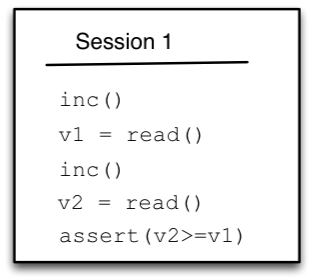 Session 1
inc()
v1 = read()
inc()
v2 = read()
assert(v2>=v1)